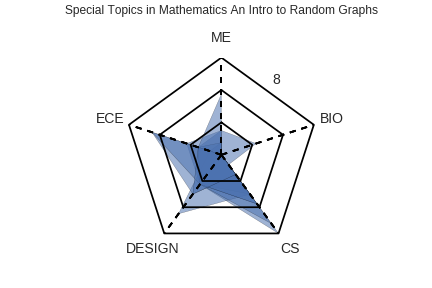 Special Topics in Mathematics An Intro to Random Graphs
ME
8
ECE
BIO
DESIGN
CS